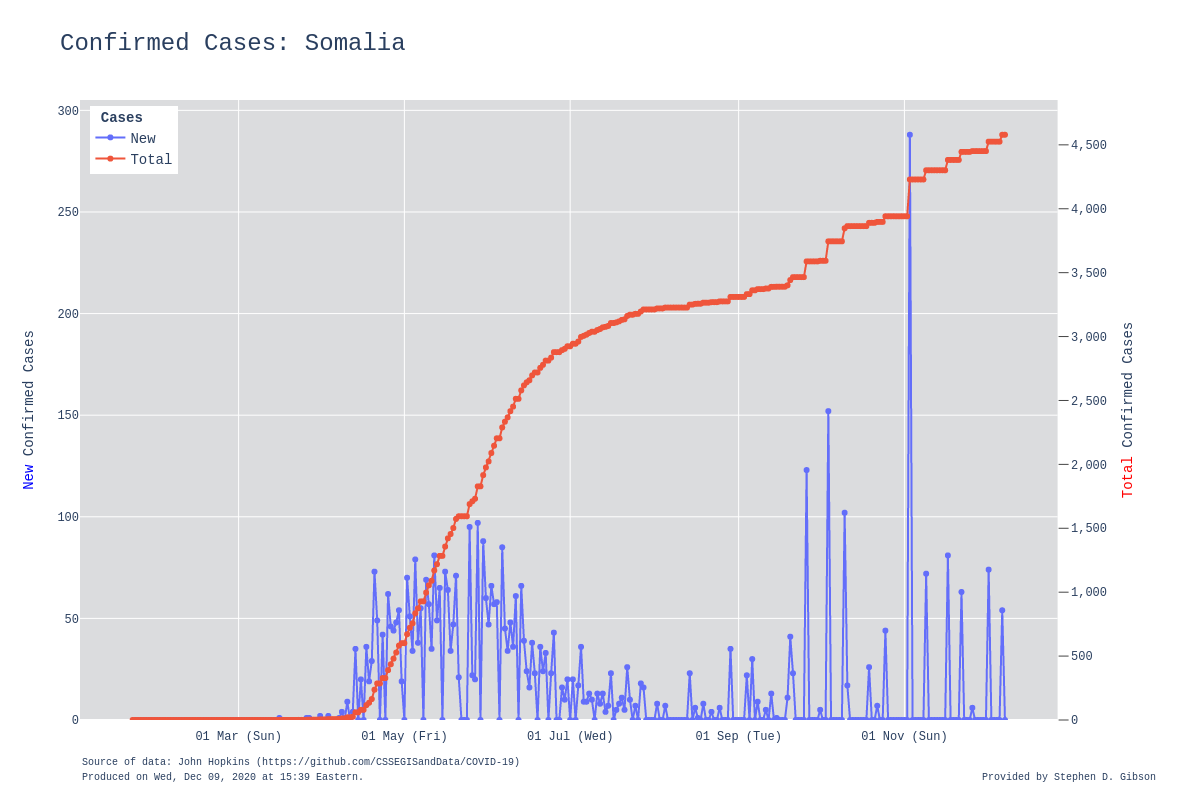 Confirmed Cases: Somalia
Cases
New
Total
300
250
200
150
100
50
0
4,500
4,000
3,500
3,000
2,500
2,000
1,500
1,000
500
0
New Confirmed Cases
Total Confirmed Cases
01 Mar (Sun)
01 May (Fri)
01 Jul (Wed)
01 Sep (Tue)
01 Nov (Sun)
Source of data: John Hopkins (https://github.com/CSSEGISandData/COVID-19)
Produced on Wed, Dec 09, 2020 at 15:39 Eastern.
Provided by Stephen D. Gibson